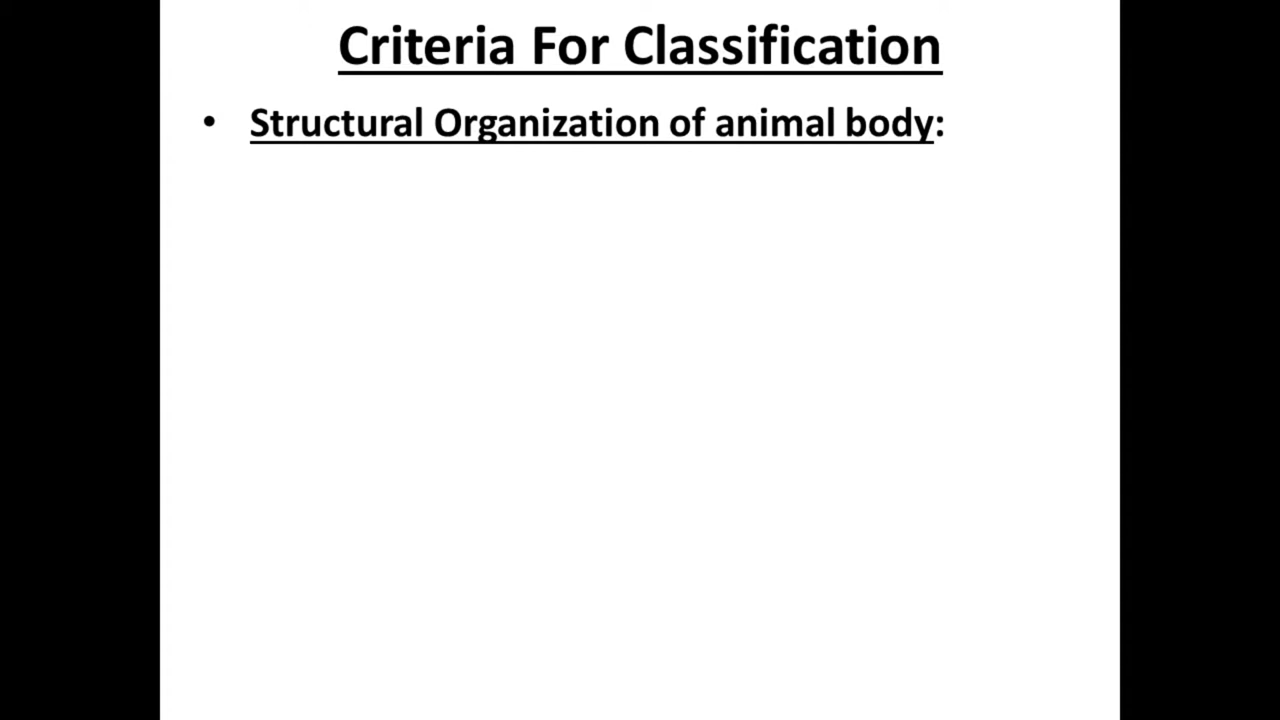 Criteria For Classification
• Structural Organization of animal body: